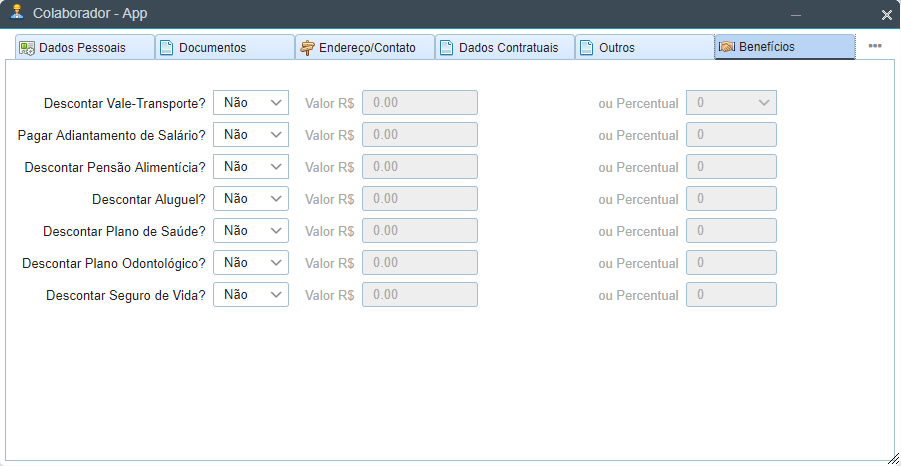 Colaborador - App
Dados Pessoais Documentos Endereço/Contato Dados Contratuais Outros Benefícios
Descontar Vale-Transporte? Não Valor R$ 0.00 ou Percentual 0
Pagar Adiantamento de Salário? Não Valor R$ 0.00 ou Percentual 0
Descontar Pensão Alimentícia? Não Valor R$ 0.00 ou Percentual 0
Descontar Aluguel? Não Valor R$ 0.00 ou Percentual 0
Descontar Plano de Saúde? Não Valor R$ 0.00 ou Percentual 0
Descontar Plano Odontológico? Não Valor R$ 0.00 ou Percentual 0
Descontar Seguro de Vida? Não Valor R$ 0.00 ou Percentual 0